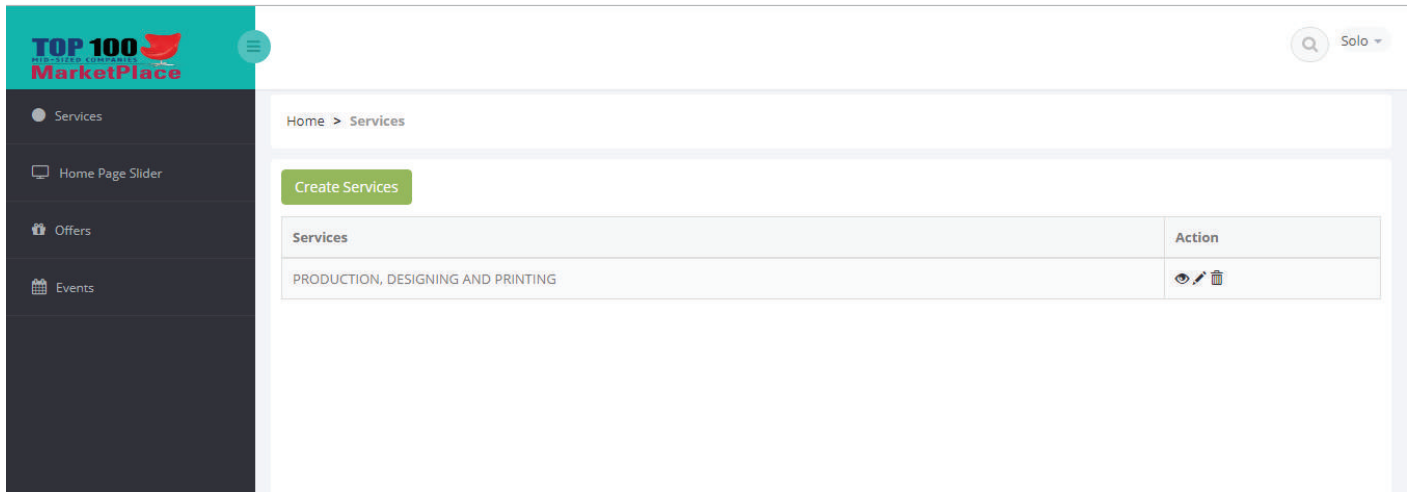 TOP 100
MID-SIZED COMPANIES
MarketPlace
Solo
Services
Home Page Slider
Offers
Events
Home > Services
Create Services
Services Action
PRODUCTION, DESIGNING AND PRINTING